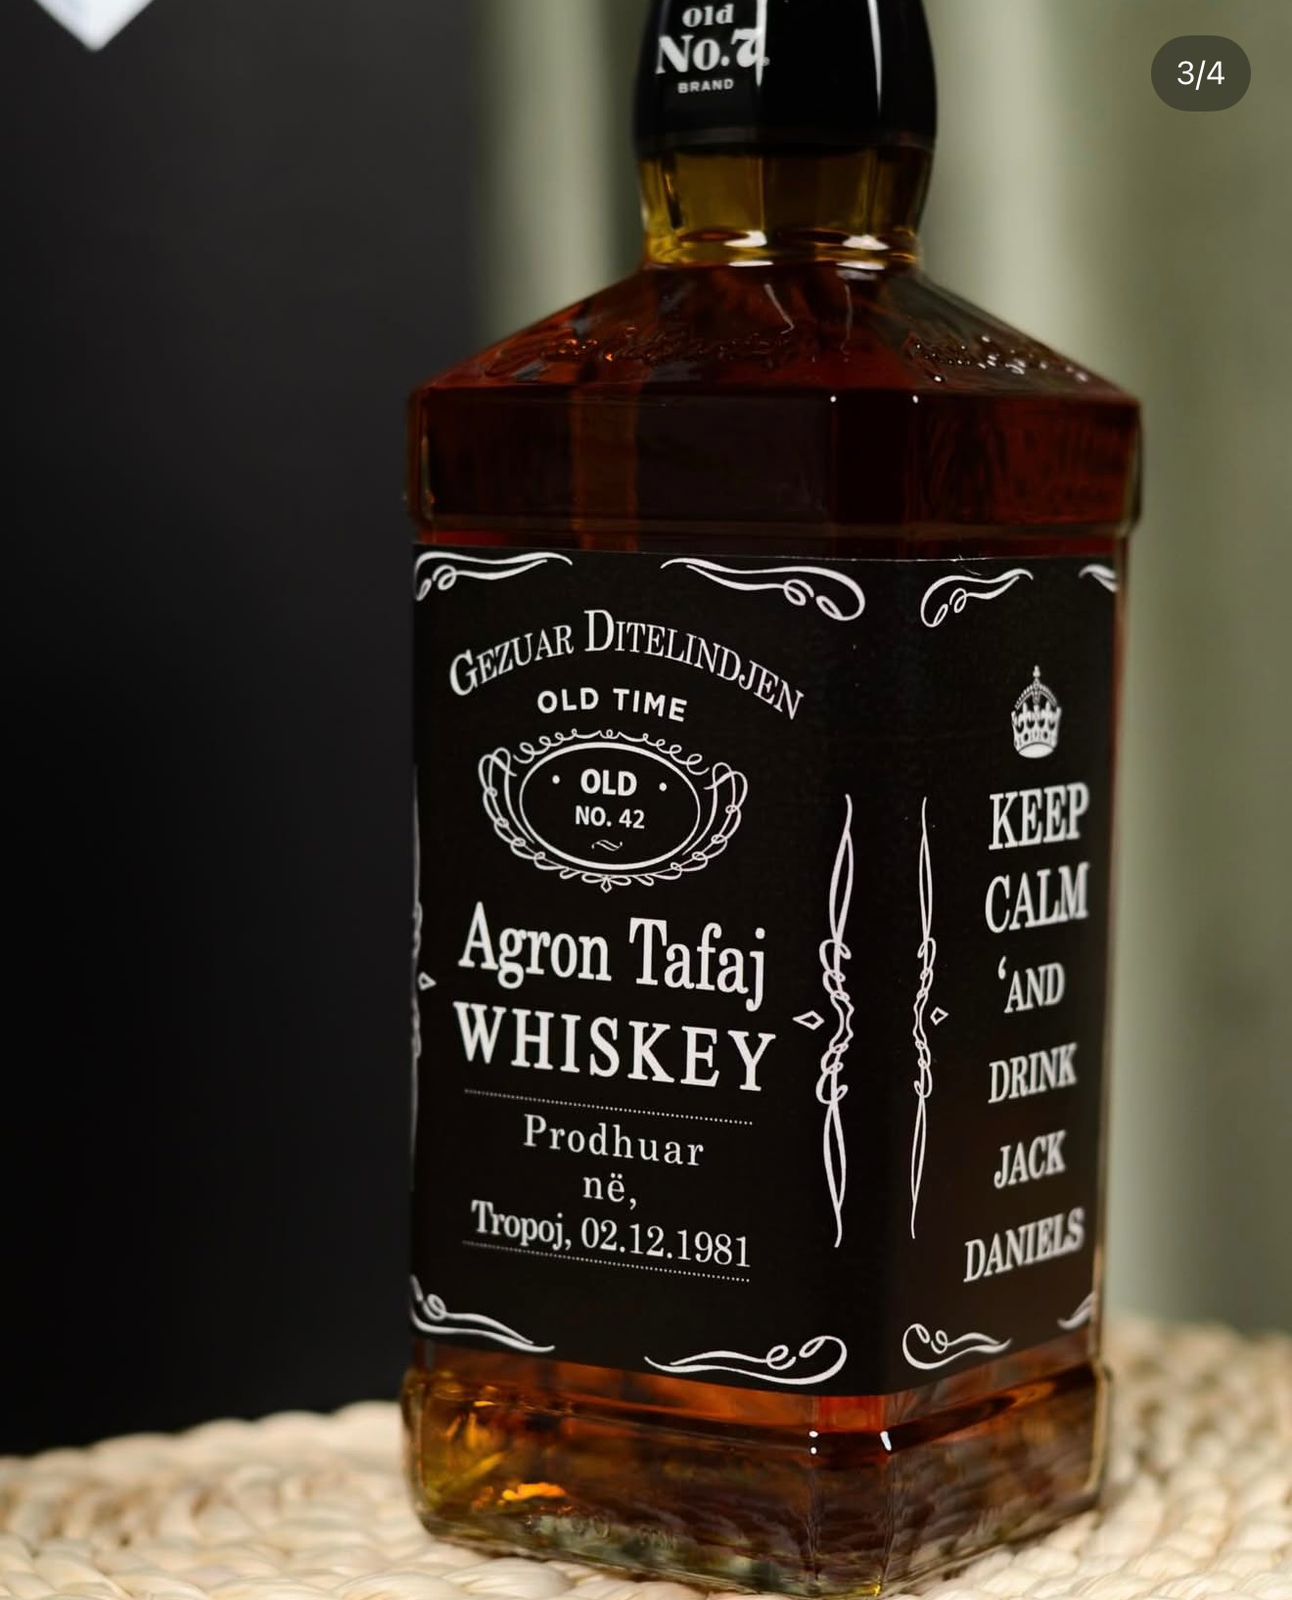 3/4
Old
No.7
BRAND
GEZUAR DITELINDJEN
OLD TIME
OLD
NO. 42
Agron Tafaj
WHISKEY
Prodhuar
në,
Tropoj, 02.12.1981
KEEP
CALM
‘AND
DRINK
JACK
DANIELS